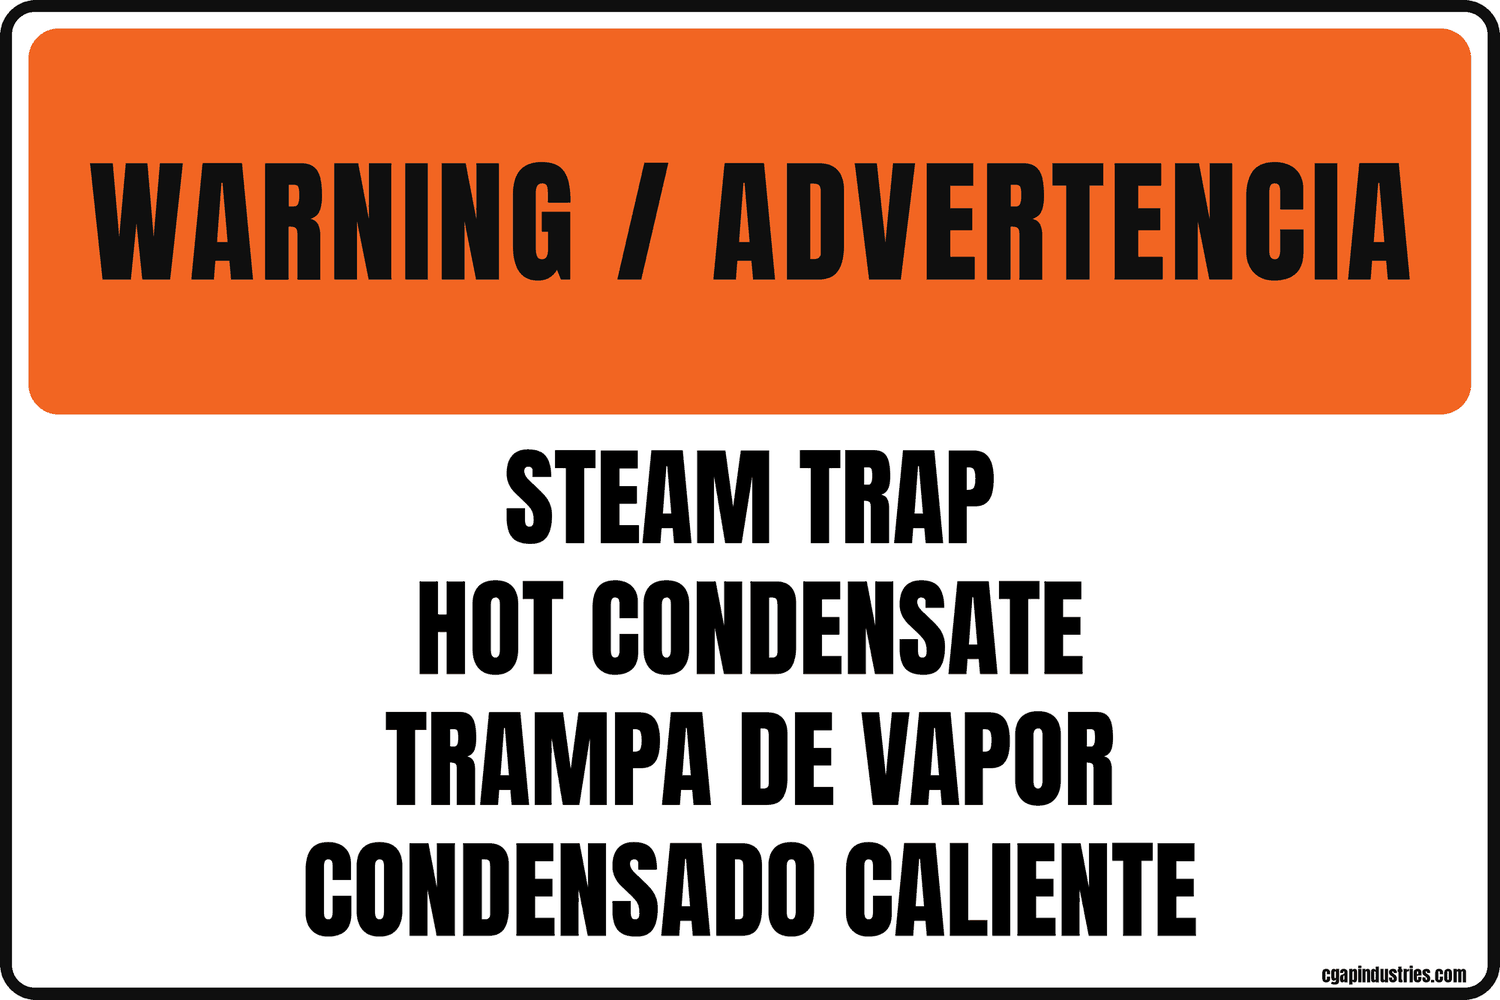 WARNING / ADVERTENCIA
STEAM TRAP
HOT CONDENSATE
TRAMPA DE VAPOR
CONDENSADO CALIENTE
cgapindustries.com